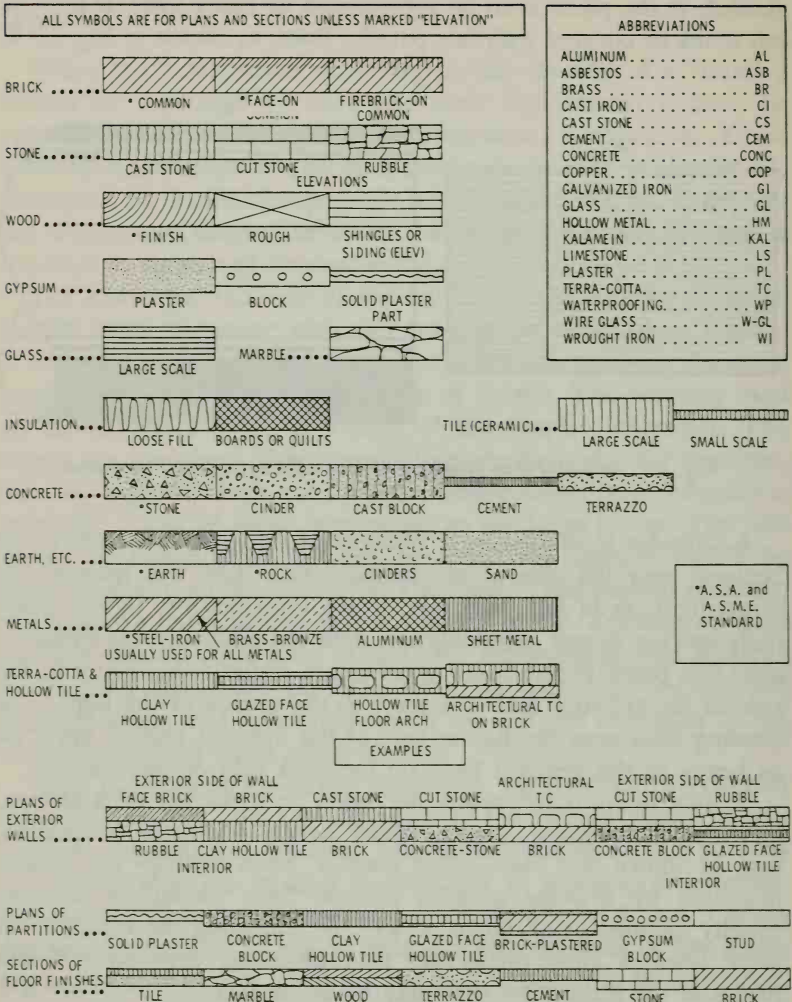 ALL SYMBOLS ARE FOR PLANS AND SECTIONS UNLESS MARKED "ELEVATION"
ABBREVIATIONS
ALUMINUM . . . . . . . . . . . . AL
ASBESTOS . . . . . . . . . . . . ASB
BRASS . . . . . . . . . . . . . . BR
CAST IRON . . . . . . . . . . . . CI
CAST STONE . . . . . . . . . . . CS
CEMENT . . . . . . . . . . . . . CEM
CONCRETE . . . . . . . . . . . . CONC
COPPER . . . . . . . . . . . . . COP
GALVANIZED IRON . . . . . . . GI
GLASS . . . . . . . . . . . . . . GL
HOLLOW METAL . . . . . . . . . HM
KALAMEIN . . . . . . . . . . . . KAL
LIMESTONE . . . . . . . . . . . LS
PLASTER . . . . . . . . . . . . PL
TERRA-COTTA . . . . . . . . . . TC
WATERPROOFING . . . . . . . . . WP
WIRE GLASS . . . . . . . . . . . W-GL
WROUGHT IRON . . . . . . . . WI
BRICK ......
*COMMON *FACE-ON FIREBRICK-ON
COMMON COMMON
STONE .......
CAST STONE CUT STONE RUBBLE
ELEVATIONS
WOOD .......
*FINISH ROUGH SHINGLES OR
SIDING (ELEV)
GYPSUM .....
PLASTER BLOCK SOLID PLASTER
PART
GLASS ...... MARBLE .....
LARGE SCALE
INSULATION ... TILE (CERAMIC) ...
LOOSE FILL BOARDS OR QUILTS LARGE SCALE SMALL SCALE
CONCRETE ....
*STONE CINDER CAST BLOCK CEMENT TERRAZZO
EARTH, ETC. ...
*EARTH *ROCK CINDERS SAND
*A.S.A. and
A.S.M.E.
STANDARD
METALS ......
*STEEL-IRON BRASS-BRONZE ALUMINUM SHEET METAL
USUALLY USED FOR ALL METALS
TERRA-COTTA &
HOLLOW TILE ...
CLAY GLAZED FACE HOLLOW TILE ARCHITECTURAL TC
HOLLOW TILE HOLLOW TILE FLOOR ARCH ON BRICK
EXAMPLES
EXTERIOR SIDE OF WALL ARCHITECTURAL EXTERIOR SIDE OF WALL
FACE BRICK BRICK CAST STONE CUT STONE TC CUT STONE RUBBLE
PLANS OF
EXTERIOR
WALLS ....
RUBBLE CLAY HOLLOW TILE BRICK CONCRETE-STONE BRICK CONCRETE BLOCK GLAZED FACE
INTERIOR HOLLOW TILE
INTERIOR
PLANS OF
PARTITIONS ...
SOLID PLASTER CONCRETE CLAY GLAZED FACE BRICK-PLASTERED GYPSUM STUD
BLOCK HOLLOW TILE HOLLOW TILE BLOCK
SECTIONS OF
FLOOR FINISHES
......
TILE MARBLE WOOD TERRAZZO CEMENT STONE BRICK